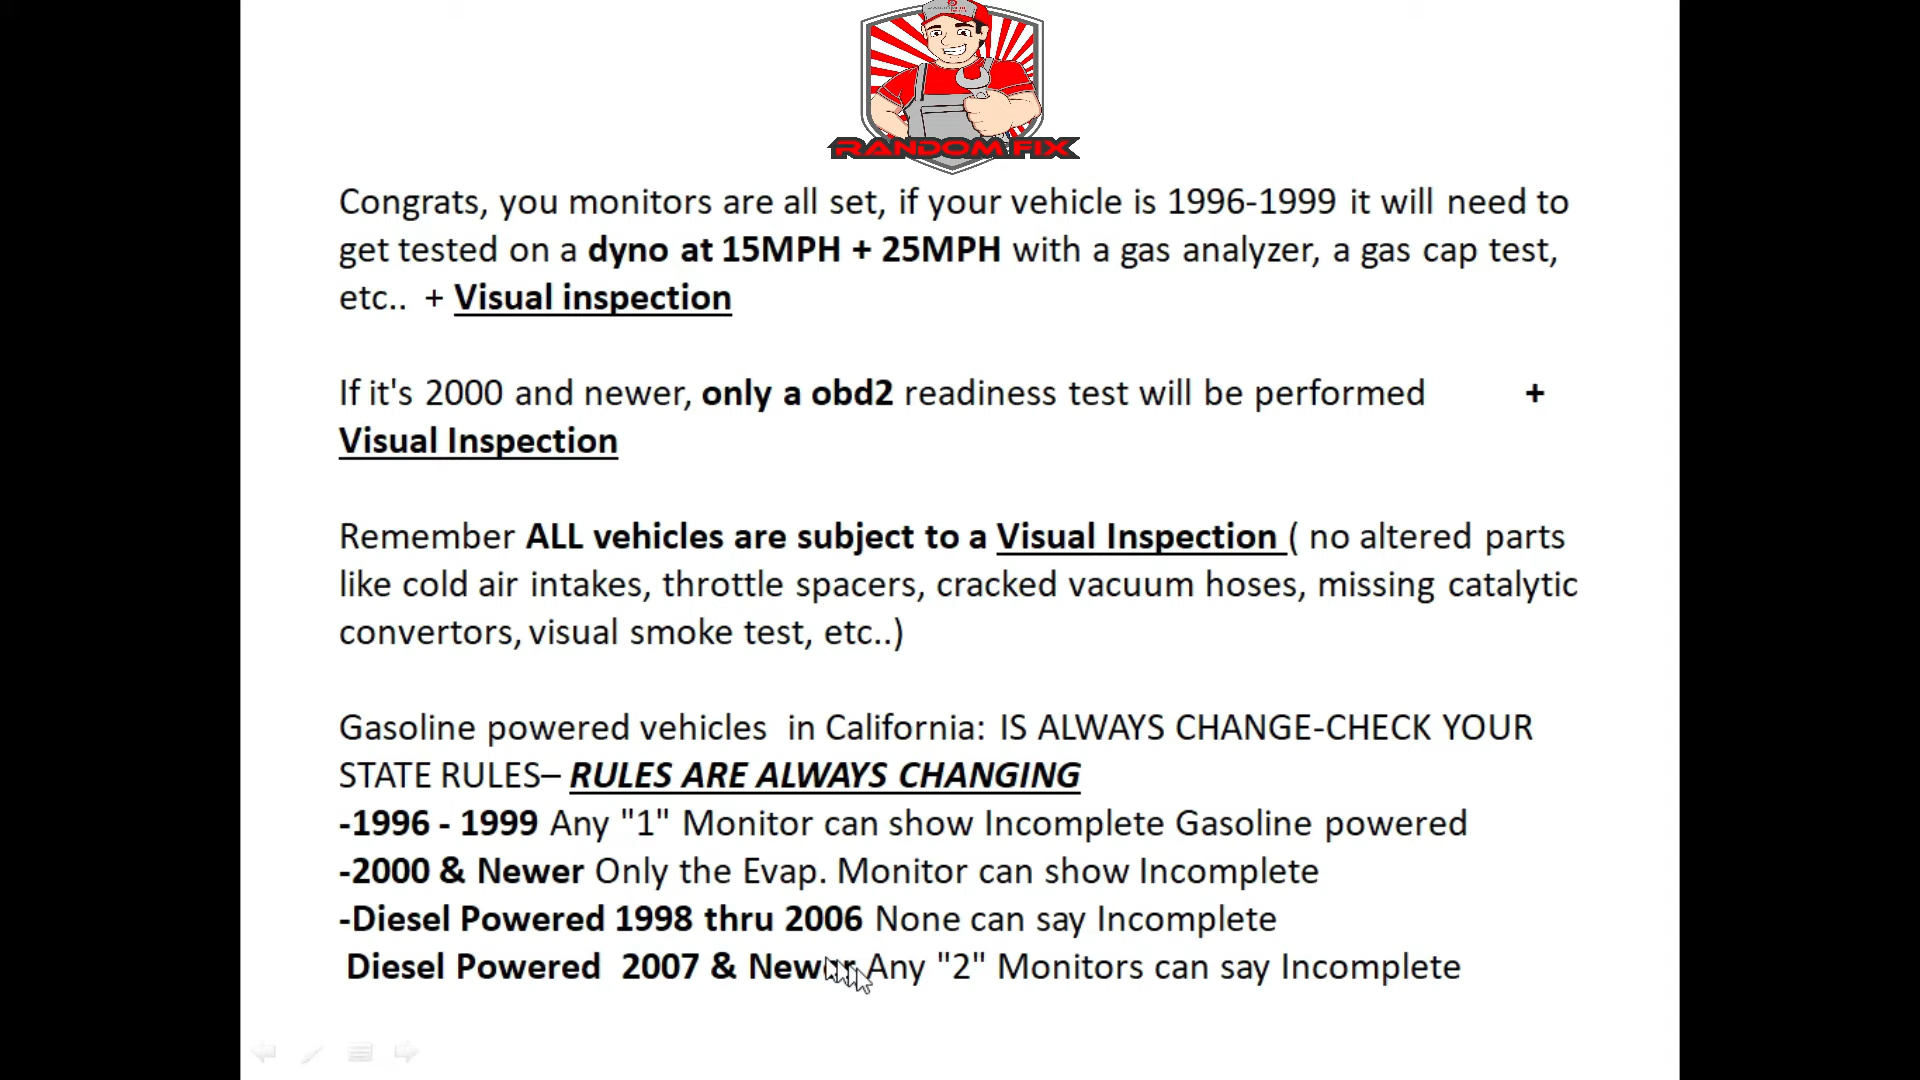 RANDOM FIX
Congrats, you monitors are all set, if your vehicle is 1996-1999 it will need to
get tested on a dyno at 15MPH + 25MPH with a gas analyzer, a gas cap test,
etc.. + Visual inspection
If it's 2000 and newer, only a obd2 readiness test will be performed +
Visual Inspection
Remember ALL vehicles are subject to a Visual Inspection ( no altered parts
like cold air intakes, throttle spacers, cracked vacuum hoses, missing catalytic
convertors, visual smoke test, etc..)
Gasoline powered vehicles in California: IS ALWAYS CHANGE-CHECK YOUR
STATE RULES– RULES ARE ALWAYS CHANGING
-1996 - 1999 Any "1" Monitor can show Incomplete Gasoline powered
-2000 & Newer Only the Evap. Monitor can show Incomplete
-Diesel Powered 1998 thru 2006 None can say Incomplete
Diesel Powered 2007 & Newer Any "2" Monitors can say Incomplete